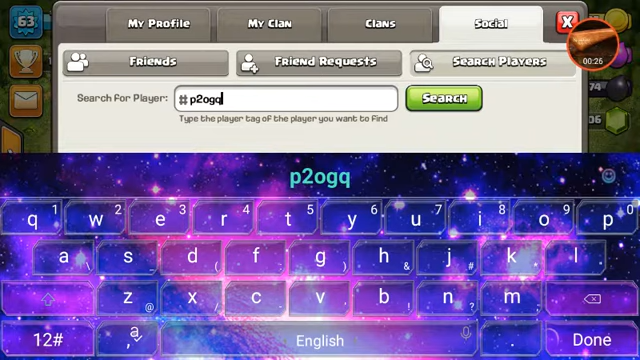 63
My Profile
My Clan
Clans
Social
X
00:26
Friends
Friend Requests
Search Players
Search for Player:
# p2ogq
Search
Type the player tag of the player you want to find
06
p2ogq
q 1 w 2 e 3 r 4 t 5 y 6 u 7 i 8 o 9 p 0
a \ s _ d ( f g ) h & j # k l
z @ x c v b n ? m
12# , a English .  Done